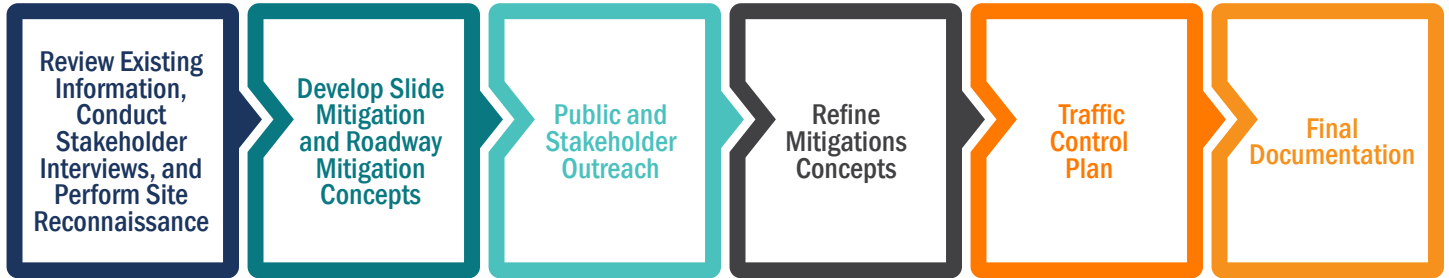 Review Existing
Information,
Conduct
Stakeholder
Interviews, and
Perform Site
Reconnaissance
Develop Slide
Mitigation
and Roadway
Mitigation
Concepts
Public and
Stakeholder
Outreach
Refine
Mitigations
Concepts
Traffic
Control
Plan
Final
Documentation